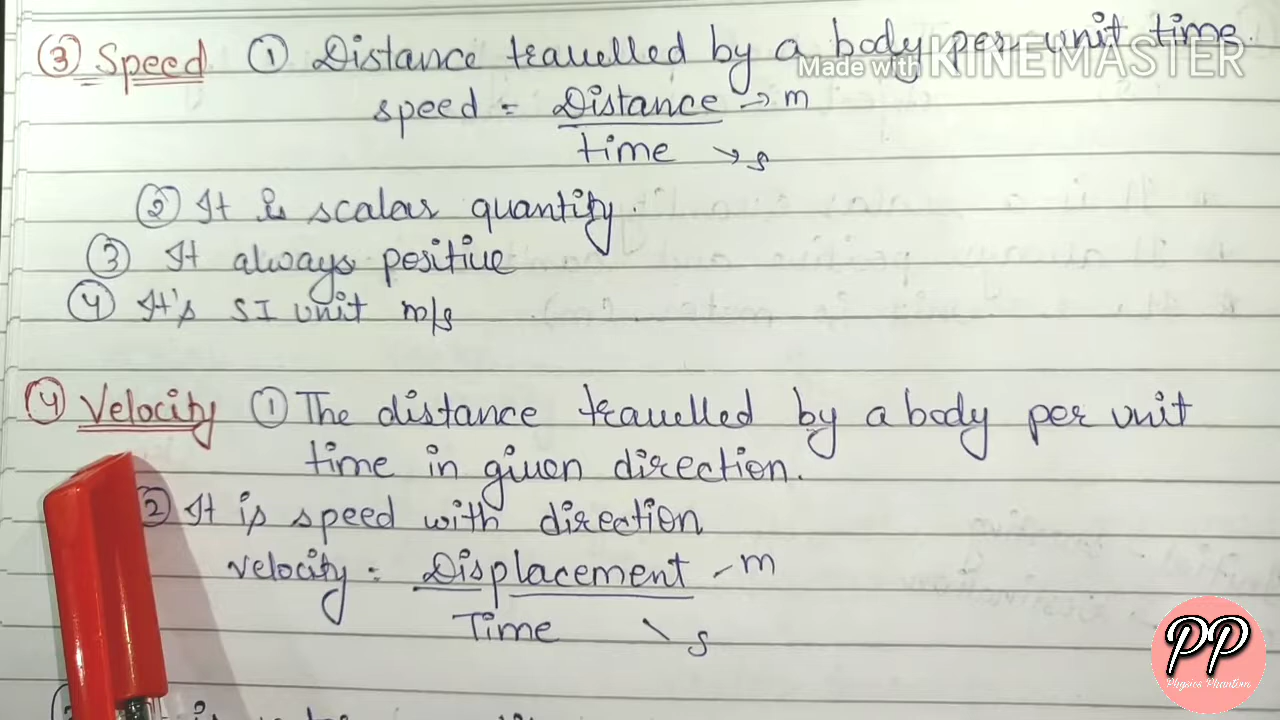 ③ Speed ① Distance travelled by a body per unit time.
Made with KINEMASTER
speed = Distance → m
time → s
② It is scalar quantity.
③ It always positive
④ It's SI unit m/s
④ Velocity ① The distance travelled by a body per unit
time in given direction.
② It is speed with direction
velocity = Displacement - m
Time \ s
PP
Physics Phantom